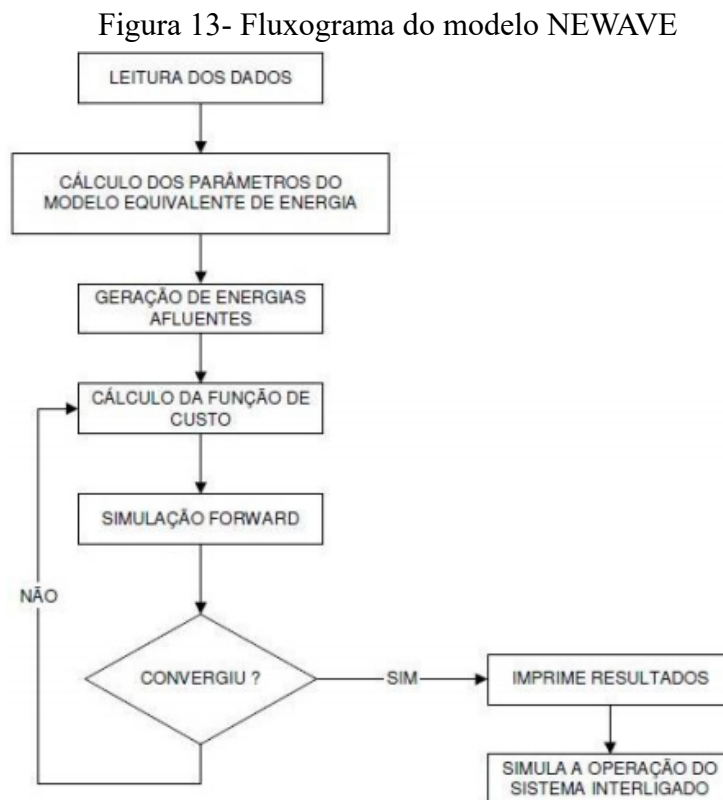 Figura 13- Fluxograma do modelo NEWAVE
LEITURA DOS DADOS
CÁLCULO DOS PARÂMETROS DO
MODELO EQUIVALENTE DE ENERGIA
GERAÇÃO DE ENERGIAS
AFLUENTES
CÁLCULO DA FUNÇÃO DE
CUSTO
SIMULAÇÃO FORWARD
NÃO
CONVERGIU ?
SIM
IMPRIME RESULTADOS
SIMULA A OPERAÇÃO DO
SISTEMA INTERLIGADO